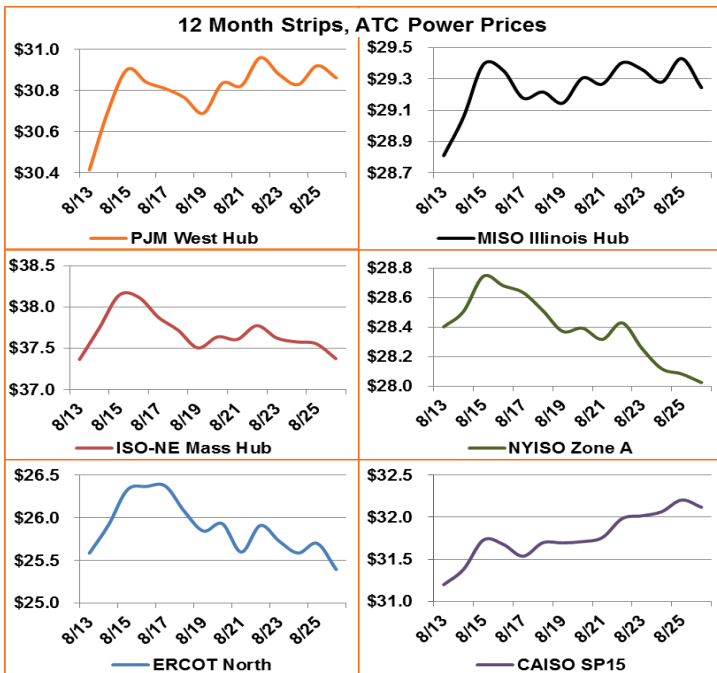 12 Month Strips, ATC Power Prices
$31.0
$30.8
$30.6
$30.4
8/13 8/15 8/17 8/19 8/21 8/23 8/25
PJM West Hub
$29.5
$29.3
$29.1
$28.9
$28.7
8/13 8/15 8/17 8/19 8/21 8/23 8/25
MISO Illinois Hub
$38.5
$38.0
$37.5
$37.0
8/13 8/15 8/17 8/19 8/21 8/23 8/25
ISO-NE Mass Hub
$28.8
$28.6
$28.4
$28.2
$28.0
8/13 8/15 8/17 8/19 8/21 8/23 8/25
NYISO Zone A
$26.5
$26.0
$25.5
$25.0
8/13 8/15 8/17 8/19 8/21 8/23 8/25
ERCOT North
$32.5
$32.0
$31.5
$31.0
8/13 8/15 8/17 8/19 8/21 8/23 8/25
CAISO SP15